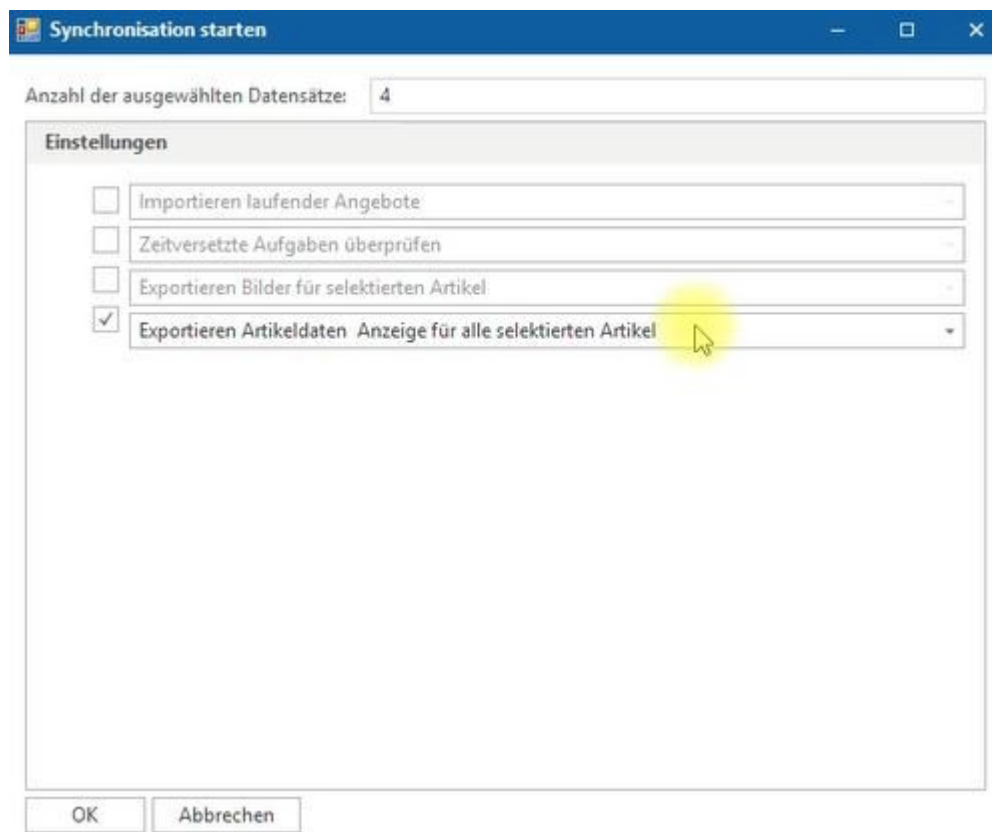 Synchronisation starten
Anzahl der ausgewählten Datensätze: 4
Einstellungen
Importieren laufender Angebote
Zeitversetzte Aufgaben überprüfen
Exportieren Bilder für selektierten Artikel
Exportieren Artikeldaten Anzeige für alle selektierten Artikel
OK Abbrechen